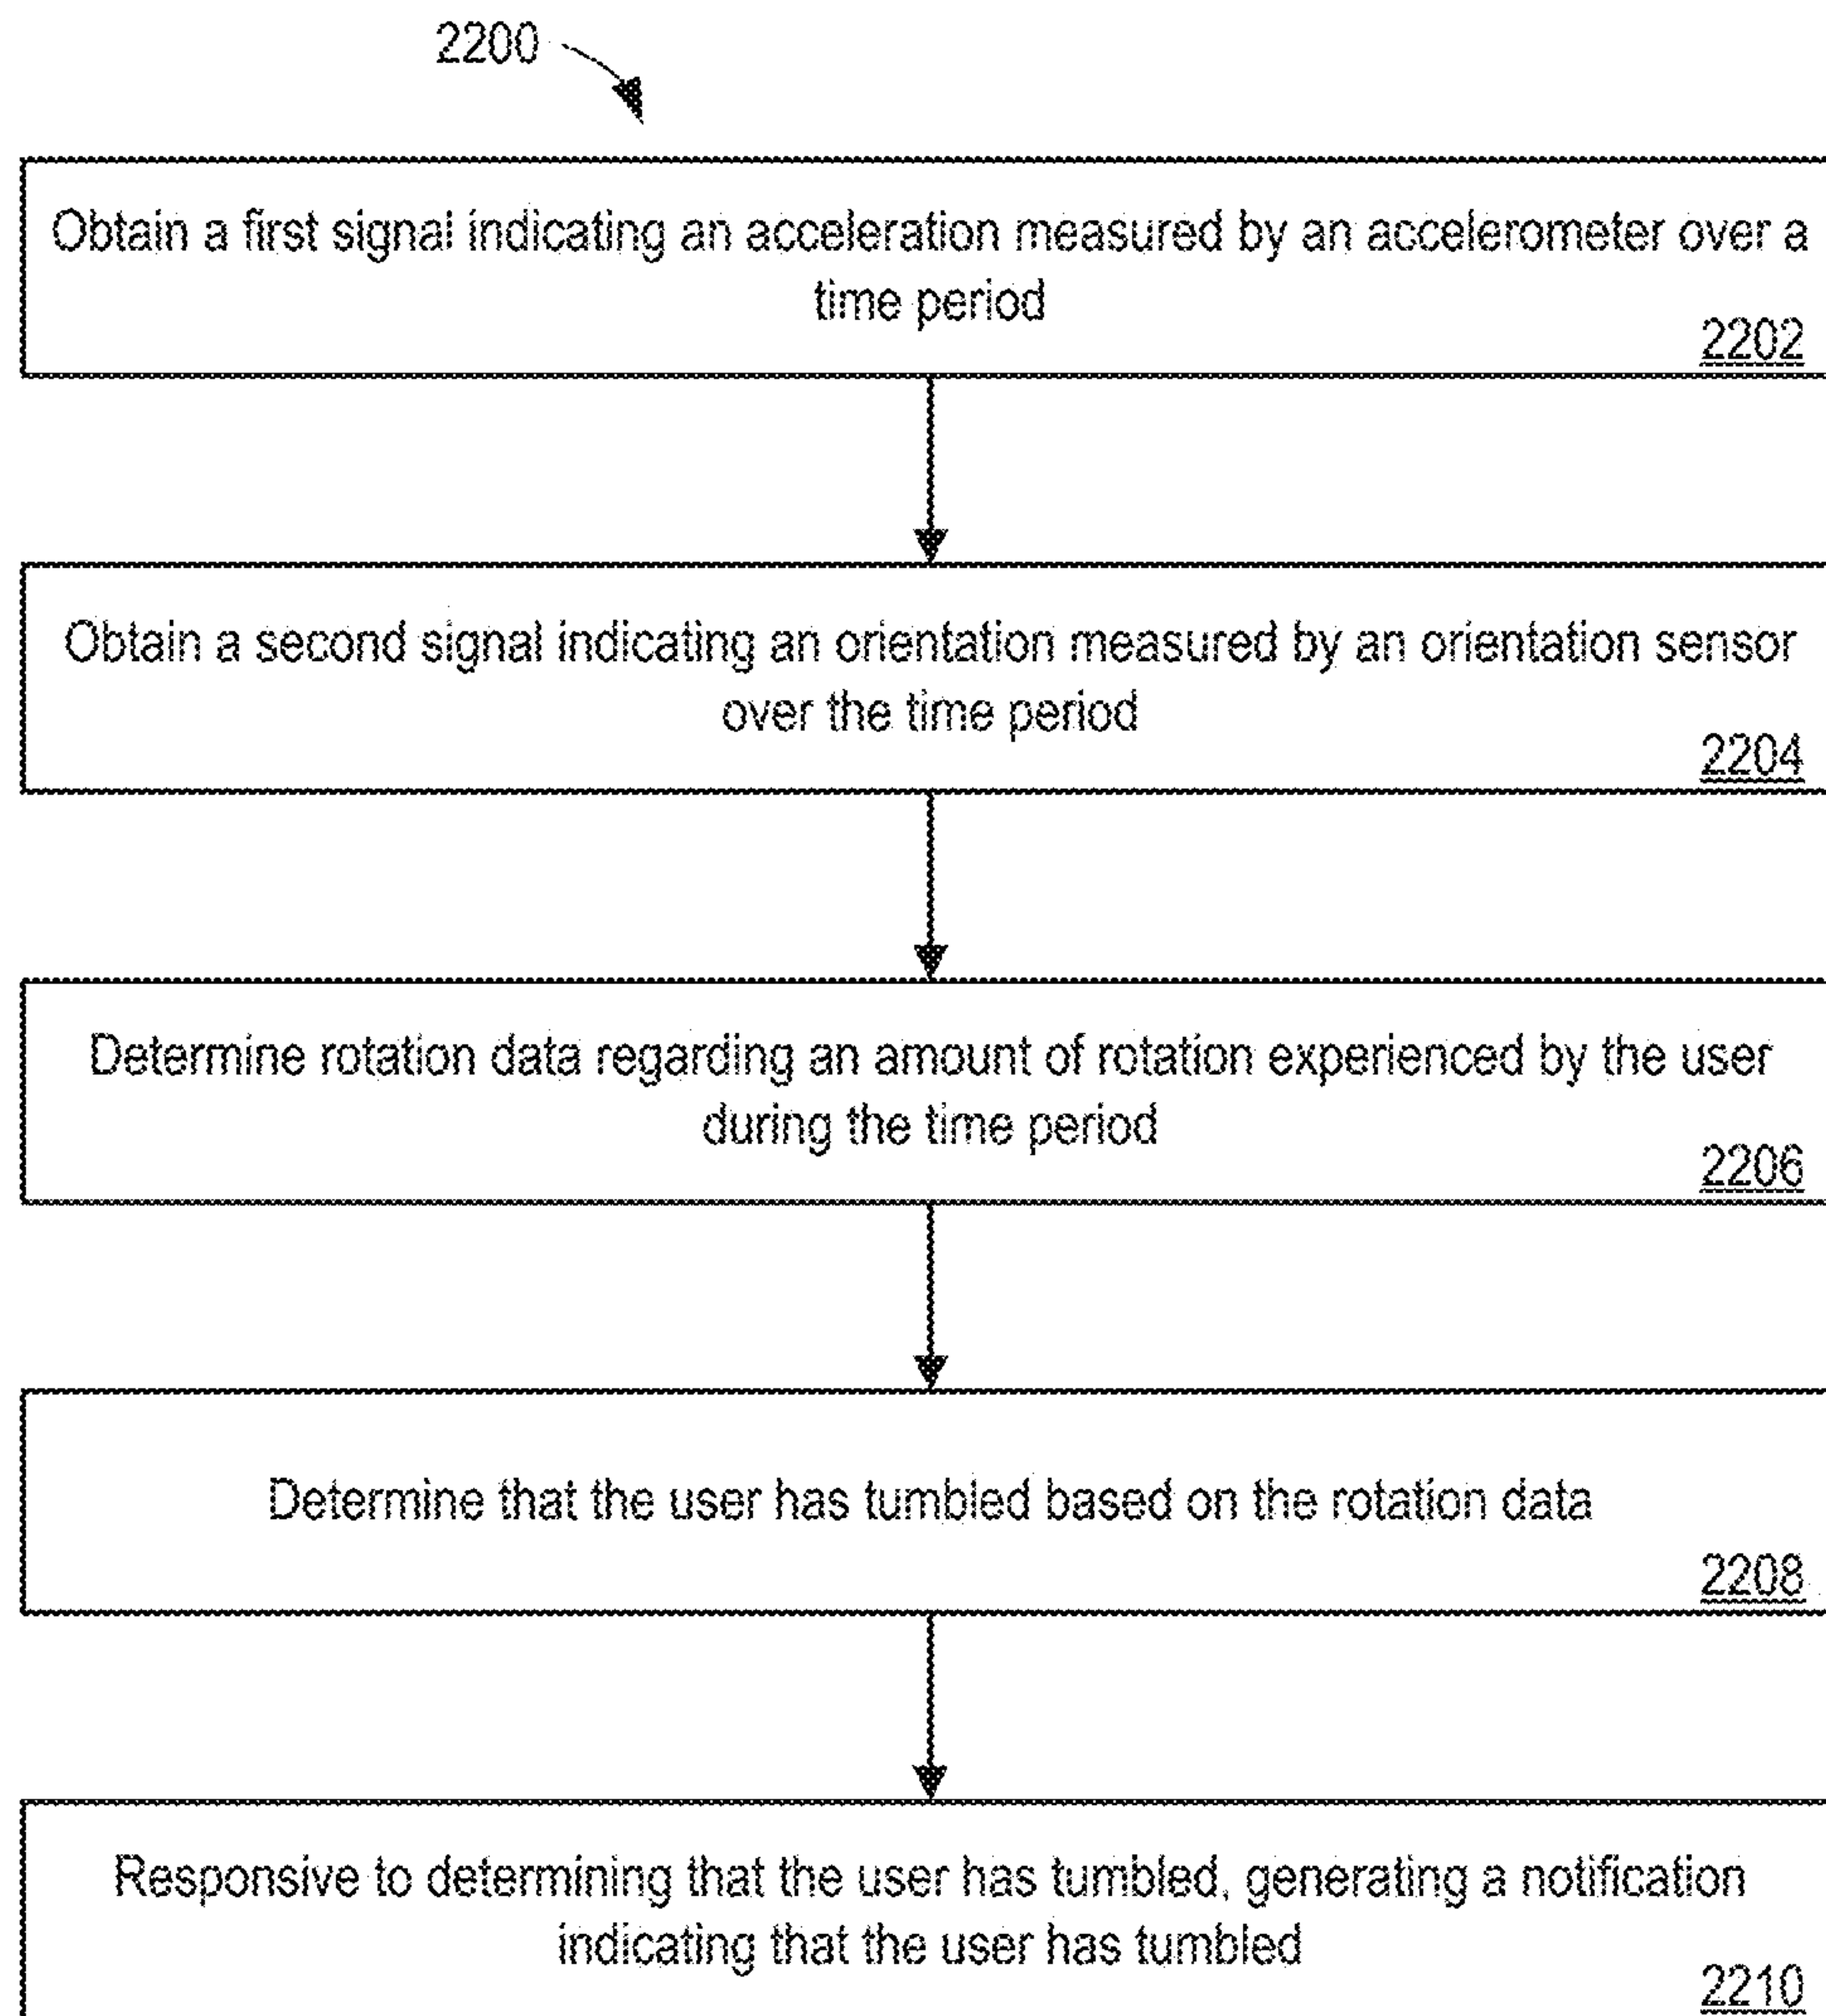 2200
Obtain a first signal indicating an acceleration measured by an accelerometer over a
time period
2202
Obtain a second signal indicating an orientation measured by an orientation sensor
over the time period
2204
Determine rotation data regarding an amount of rotation experienced by the user
during the time period
2206
Determine that the user has tumbled based on the rotation data
2208
Responsive to determining that the user has tumbled, generating a notification
indicating that the user has tumbled
2210